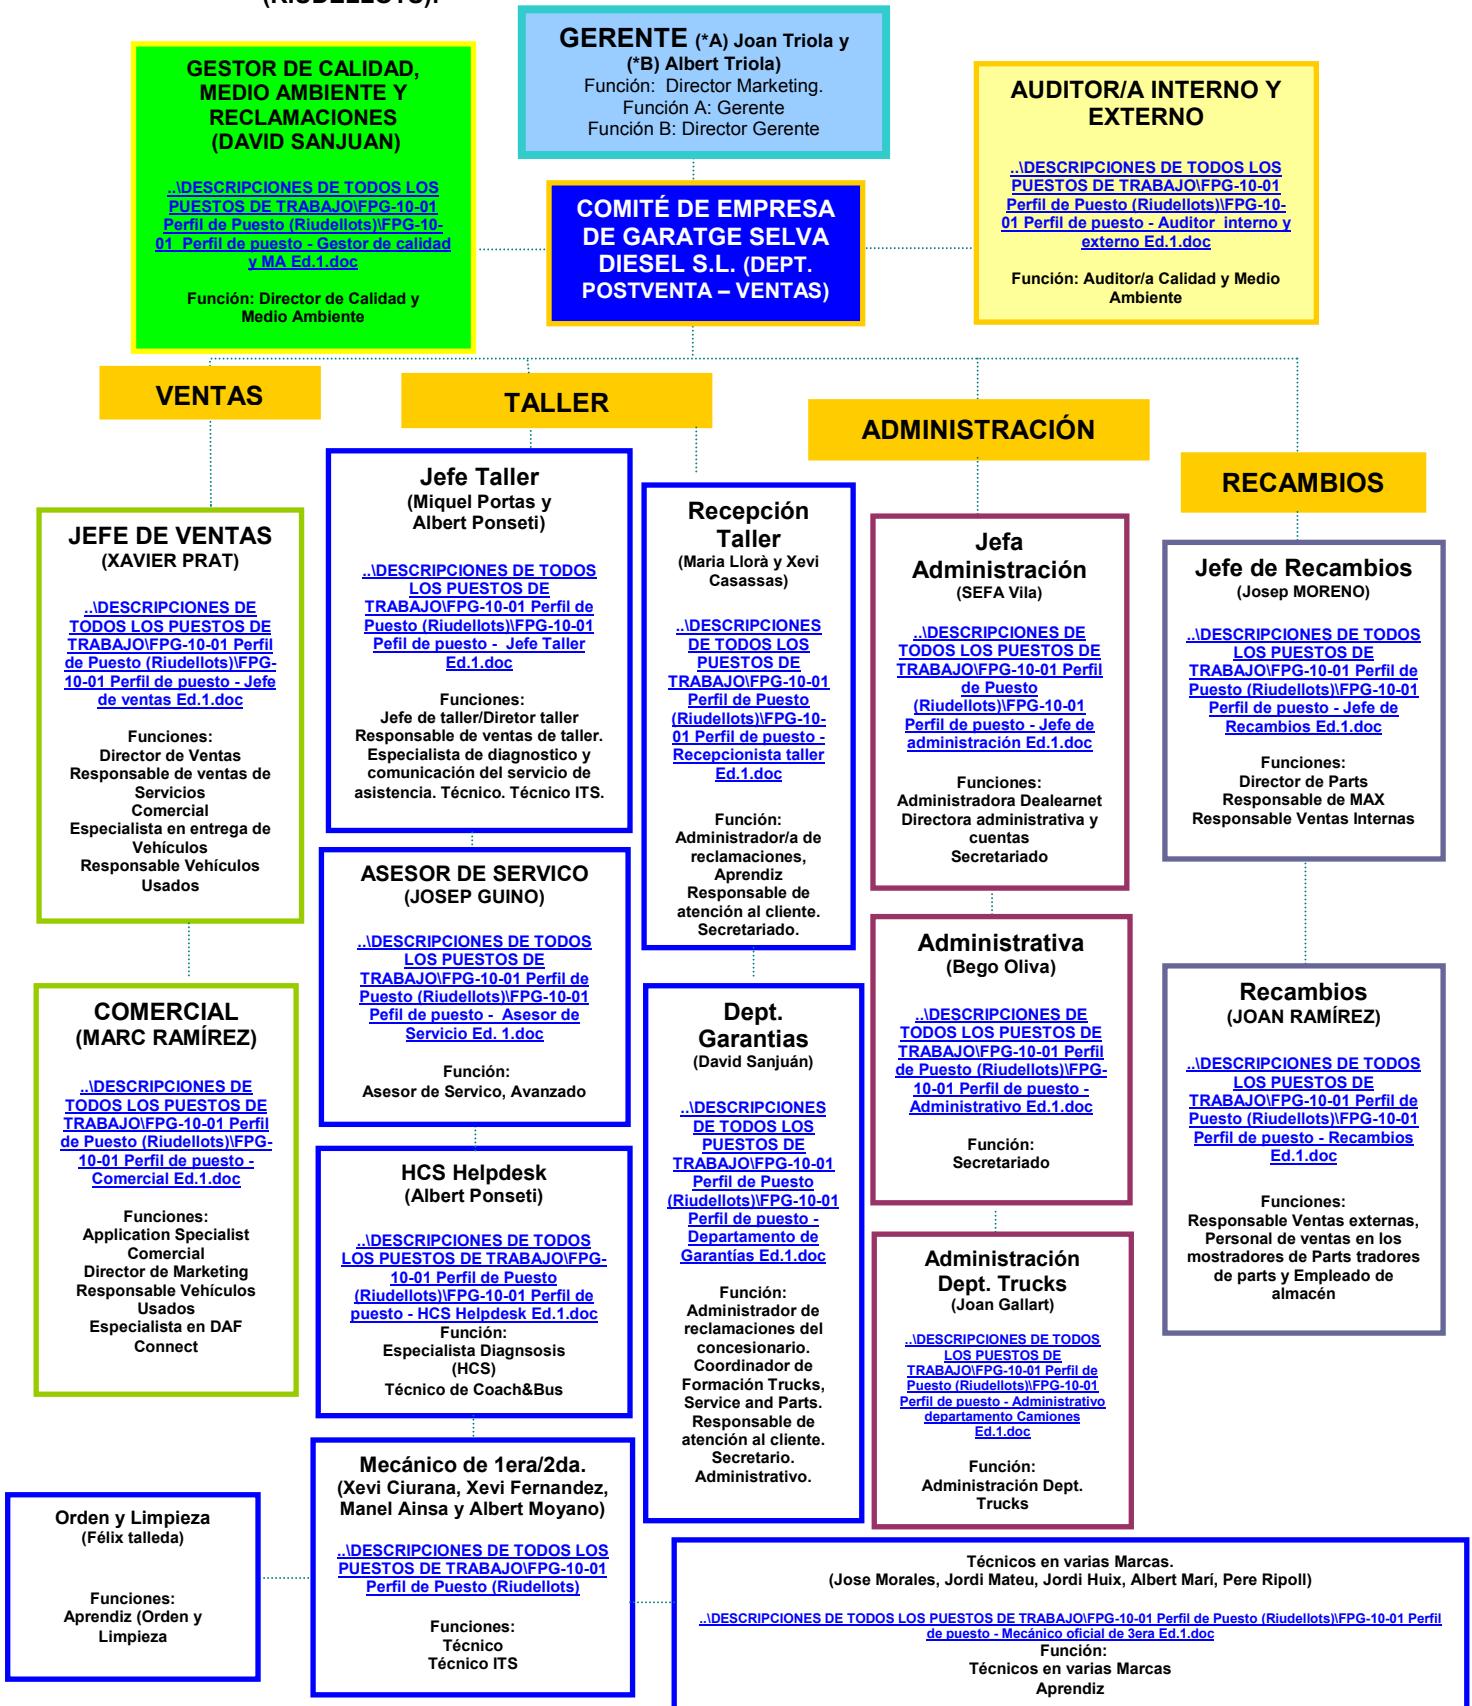 (RIUDELLOTS).
GERENTE (*A) Joan Triola y
(*B) Albert Triola)
Función:  Director Marketing.
Función A: Gerente
Función B: Director Gerente
GESTOR DE CALIDAD,
MEDIO AMBIENTE Y
RECLAMACIONES
(DAVID SANJUAN)
..\DESCRIPCIONES DE TODOS LOS
PUESTOS DE TRABAJO\FPG-10-01
Perfil de Puesto (Riudellots)\FPG-10-
01  Perfil de puesto - Gestor de calidad
y MA Ed.1.doc
Función: Director de Calidad y
Medio Ambiente
COMITÉ DE EMPRESA
DE GARATGE SELVA
DIESEL S.L. (DEPT.
POSTVENTA – VENTAS)
AUDITOR/A INTERNO Y
EXTERNO
..\DESCRIPCIONES DE TODOS LOS
PUESTOS DE TRABAJO\FPG-10-01
Perfil de Puesto (Riudellots)\FPG-10-
01 Perfil de puesto - Auditor  interno y
externo Ed.1.doc
Función: Auditor/a Calidad y Medio
Ambiente
VENTAS
TALLER
ADMINISTRACIÓN
RECAMBIOS
JEFE DE VENTAS
(XAVIER PRAT)
..\DESCRIPCIONES DE
TODOS LOS PUESTOS DE
TRABAJO\FPG-10-01 Perfil
de Puesto (Riudellots)\FPG-
10-01 Perfil de puesto - Jefe
de ventas Ed.1.doc
Funciones:
Director de Ventas
Responsable de ventas de
Servicios
Comercial
Especialista en entrega de
Vehículos
Responsable Vehículos
Usados
COMERCIAL
(MARC RAMÍREZ)
..\DESCRIPCIONES DE
TODOS LOS PUESTOS DE
TRABAJO\FPG-10-01 Perfil
de Puesto (Riudellots)\FPG-
10-01 Perfil de puesto -
Comercial Ed.1.doc
Funciones:
Application Specialist
Comercial
Director de Marketing
Responsable Vehículos
Usados
Especialista en DAF
Connect
Jefe Taller
(Miquel Portas y
Albert Ponseti)
..\DESCRIPCIONES DE TODOS
LOS PUESTOS DE
TRABAJO\FPG-10-01 Perfil de
Puesto (Riudellots)\FPG-10-01
Pefil de puesto -  Jefe Taller
Ed.1.doc
Funciones:
Jefe de taller/Diretor taller
Responsable de ventas de taller.
Especialista de diagnostico y
comunicación del servicio de
asistencia. Técnico. Técnico ITS.
ASESOR DE SERVICO
(JOSEP GUINO)
..\DESCRIPCIONES DE TODOS
LOS PUESTOS DE
TRABAJO\FPG-10-01 Perfil de
Puesto (Riudellots)\FPG-10-01
Pefil de puesto -  Asesor de
Servicio Ed. 1.doc
Función:
Asesor de Servico, Avanzado
HCS Helpdesk
(Albert Ponseti)
..\DESCRIPCIONES DE TODOS
LOS PUESTOS DE TRABAJO\FPG-
10-01 Perfil de Puesto
(Riudellots)\FPG-10-01 Perfil de
puesto - HCS Helpdesk Ed.1.doc
Función:
Especialista Diagnsosis
(HCS)
Técnico de Coach&Bus
Mecánico de 1era/2da.
(Xevi Ciurana, Xevi Fernandez,
Manel Ainsa y Albert Moyano)
..\DESCRIPCIONES DE TODOS LOS
PUESTOS DE TRABAJO\FPG-10-01
Perfil de Puesto (Riudellots)
Funciones:
Técnico
Técnico ITS
Orden y Limpieza
(Félix talleda)
Funciones:
Aprendiz (Orden y
Limpieza
Recepción
Taller
(Maria Llorà y Xevi
Casassas)
..\DESCRIPCIONES
DE TODOS LOS
PUESTOS DE
TRABAJO\FPG-10-01
Perfil de Puesto
(Riudellots)\FPG-10-
01 Perfil de puesto -
Recepcionista taller
Ed.1.doc
Función:
Administrador/a de
reclamaciones,
Aprendiz
Responsable de
atención al cliente.
Secretariado.
Dept.
Garantias
(David Sanjuán)
..\DESCRIPCIONES
DE TODOS LOS
PUESTOS DE
TRABAJO\FPG-10-01
Perfil de Puesto
(Riudellots)\FPG-10-01
Perfil de puesto -
Departamento de
Garantías Ed.1.doc
Función:
Administrador de
reclamaciones del
concesionario.
Coordinador de
Formación Trucks,
Service and Parts.
Responsable de
atención al cliente.
Secretario.
Administrativo.
Jefa
Administración
(SEFA Vila)
..\DESCRIPCIONES DE
TODOS LOS PUESTOS DE
TRABAJO\FPG-10-01 Perfil
de Puesto
(Riudellots)\FPG-10-01
Perfil de puesto - Jefe de
administración Ed.1.doc
Funciones:
Administradora Dealearnet
Directora administrativa y
cuentas
Secretariado
Administrativa
(Bego Oliva)
..\DESCRIPCIONES DE
TODOS LOS PUESTOS DE
TRABAJO\FPG-10-01 Perfil
de Puesto (Riudellots)\FPG-
10-01 Perfil de puesto -
Administrativo Ed.1.doc
Función:
Secretariado
Administración
Dept. Trucks
(Joan Gallart)
..\DESCRIPCIONES DE TODOS
LOS PUESTOS DE
TRABAJO\FPG-10-01 Perfil de
Puesto (Riudellots)\FPG-10-01
Perfil de puesto - Administrativo
departamento Camiones
Ed.1.doc
Función:
Administración Dept.
Trucks
Jefe de Recambios
(Josep MORENO)
..\DESCRIPCIONES DE TODOS
LOS PUESTOS DE
TRABAJO\FPG-10-01 Perfil de
Puesto (Riudellots)\FPG-10-01
Perfil de puesto - Jefe de
Recambios Ed.1.doc
Funciones:
Director de Parts
Responsable de MAX
Responsable Ventas Internas
Recambios
(JOAN RAMÍREZ)
..\DESCRIPCIONES DE TODOS
LOS PUESTOS DE
TRABAJO\FPG-10-01 Perfil de
Puesto (Riudellots)\FPG-10-01
Perfil de puesto - Recambios
Ed.1.doc
Funciones:
Responsable Ventas externas,
Personal de ventas en los
mostradores de Parts tradores
de parts y Empleado de
almacén
Técnicos en varias Marcas.
(Jose Morales, Jordi Mateu, Jordi Huix, Albert Marí, Pere Ripoll)
..\DESCRIPCIONES DE TODOS LOS PUESTOS DE TRABAJO\FPG-10-01 Perfil de Puesto (Riudellots)\FPG-10-01 Perfil
de puesto - Mecánico oficial de 3era Ed.1.doc
Función:
Técnicos en varias Marcas
Aprendiz